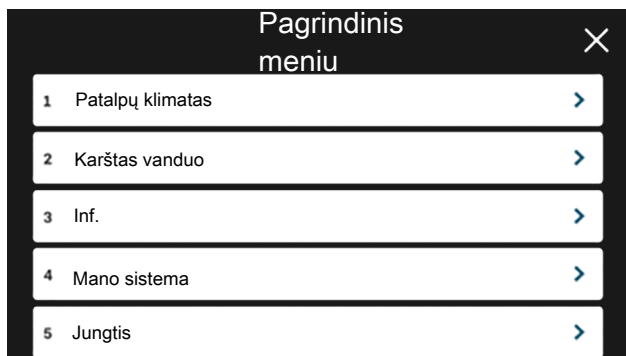 Pagrindinis
meniu
1 Patalpų klimatas
2 Karštas vanduo
3 Inf.
4 Mano sistema
5 Jungtis